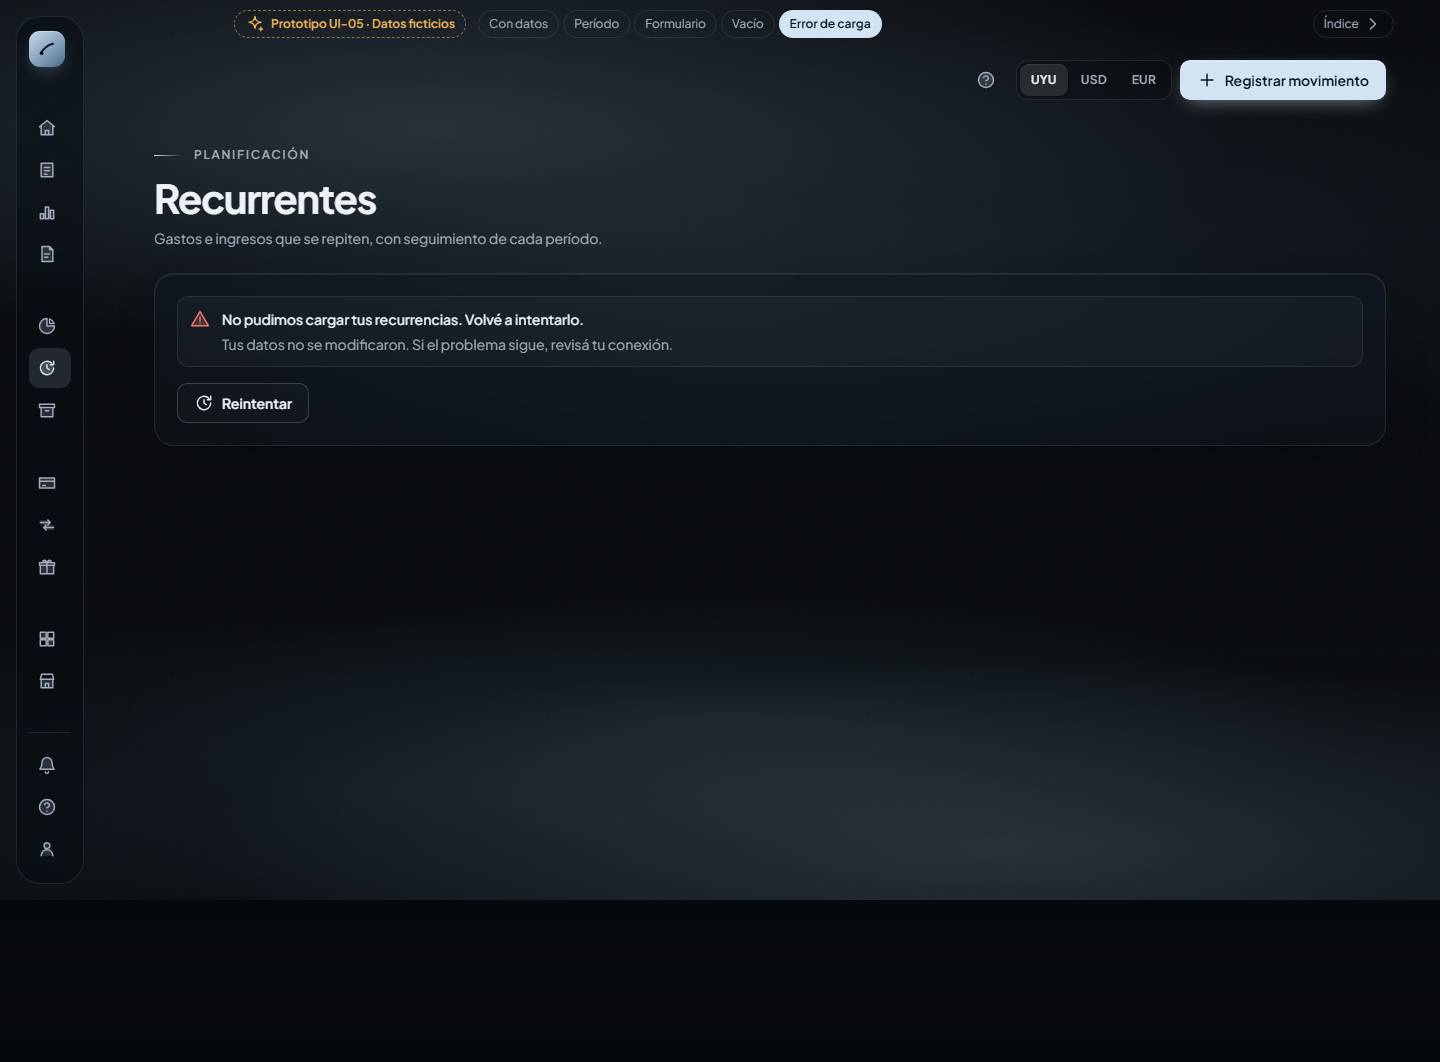 Prototipo UI-05 · Datos ficticios
Con datos
Período
Formulario
Vacío
Error de carga
Índice
UYU
USD
EUR
Registrar movimiento
PLANIFICACIÓN
Recurrentes
Gastos e ingresos que se repiten, con seguimiento de cada período.
No pudimos cargar tus recurrencias. Volvé a intentarlo.
Tus datos no se modificaron. Si el problema sigue, revisá tu conexión.
Reintentar